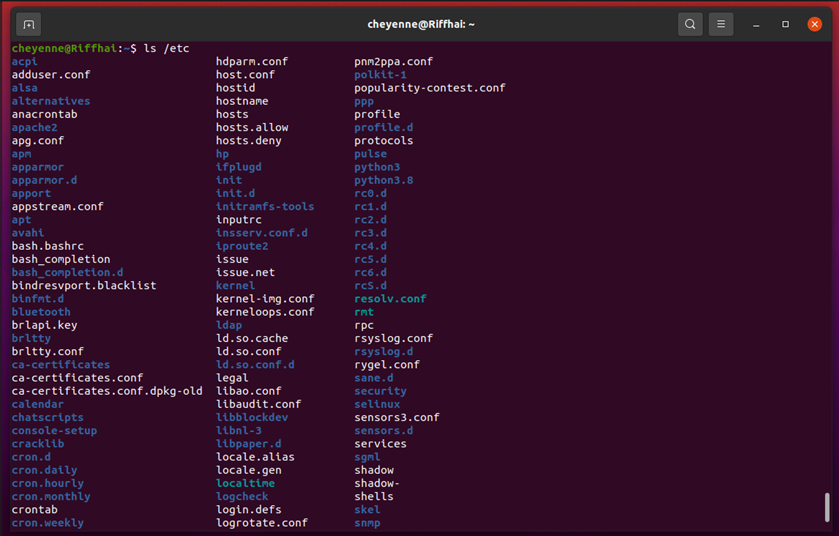 cheyenne@Riffhai: ~
cheyenne@Riffhai:~$ ls /etc
acpi hdparm.conf pnm2ppa.conf
adduser.conf host.conf polkit-1
alsa hostid popularity-contest.conf
alternatives hostname ppp
anacrontab hosts profile
apache2 hosts.allow profile.d
apg.conf hosts.deny protocols
apm hp pulse
apparmor ifplugd python3
apparmor.d init python3.8
apport init.d rc0.d
appstream.conf initramfs-tools rc1.d
apt inputrc rc2.d
avahi insserv.conf.d rc3.d
bash.bashrc iproute2 rc4.d
bash_completion issue rc5.d
bash_completion.d issue.net rc6.d
bindresvport.blacklist kernel rcS.d
binfmt.d kernel-img.conf resolv.conf
bluetooth kerneloops.conf rmt
brlapi.key ldap rpc
brltty ld.so.cache rsyslog.conf
brltty.conf ld.so.conf rsyslog.d
ca-certificates ld.so.conf.d rygel.conf
ca-certificates.conf legal sane.d
ca-certificates.conf.dpkg-old libao.conf security
calendar libaudit.conf selinux
chatscripts libblockdev sensors3.conf
console-setup libnl-3 sensors.d
cracklib libpaper.d services
cron.d locale.alias sgml
cron.daily locale.gen shadow
cron.hourly localtime shadow-
cron.monthly logcheck shells
crontab login.defs skel
cron.weekly logrotate.conf snmp